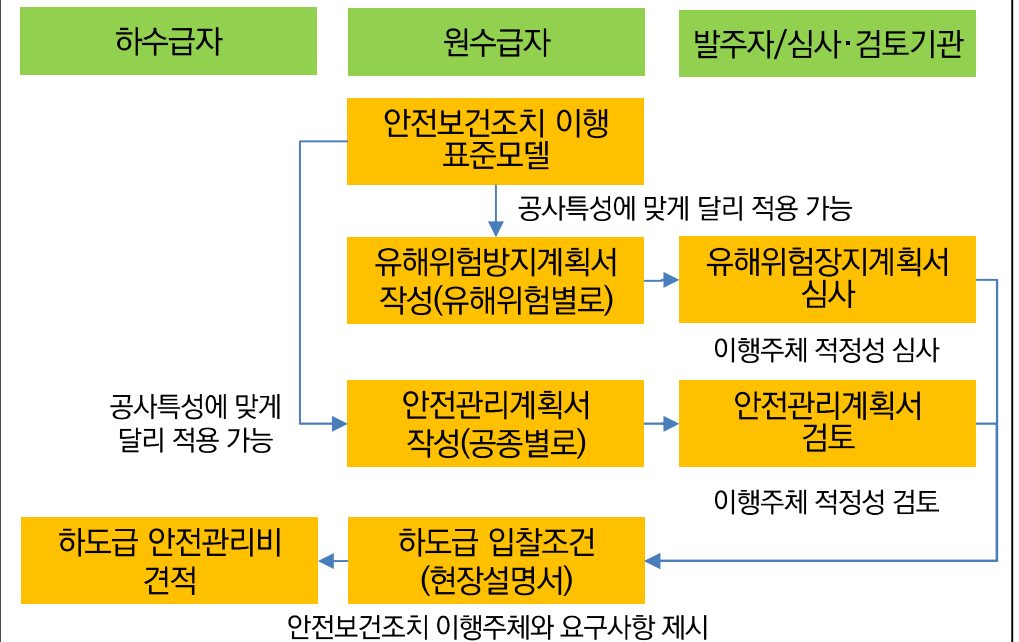 하수급자
원수급자
발주자/심사·검토기관
안전보건조치 이행
표준모델
공사특성에 맞게 달리 적용 가능
유해위험방지계획서
작성(유해위험별로)
유해위험장지계획서
심사
이행주체 적정성 심사
공사특성에 맞게
달리 적용 가능
안전관리계획서
작성(공종별로)
안전관리계획서
검토
이행주체 적정성 검토
하도급 안전관리비
견적
하도급 입찰조건
(현장설명서)
안전보건조치 이행주체와 요구사항 제시